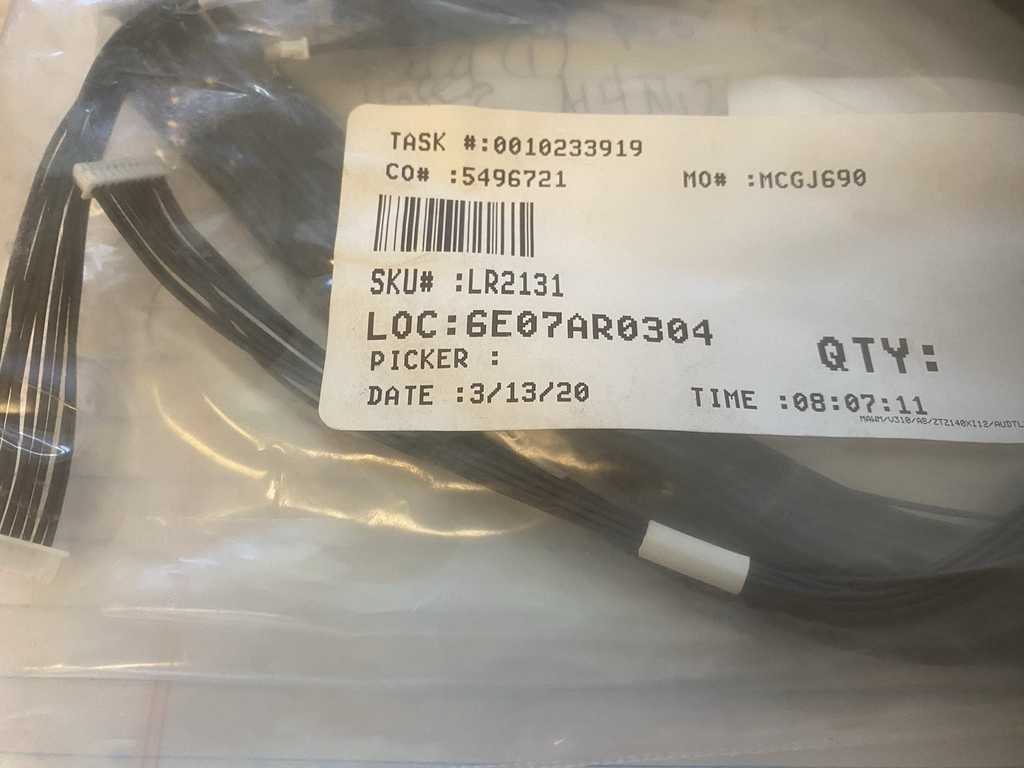 TASK #:0010233919
CO# :5496721 MO# :MCGJ690
SKU# :LR2131
LOC:6E07AR0304
PICKER :
QTY:
DATE :3/13/20 TIME :08:07:11